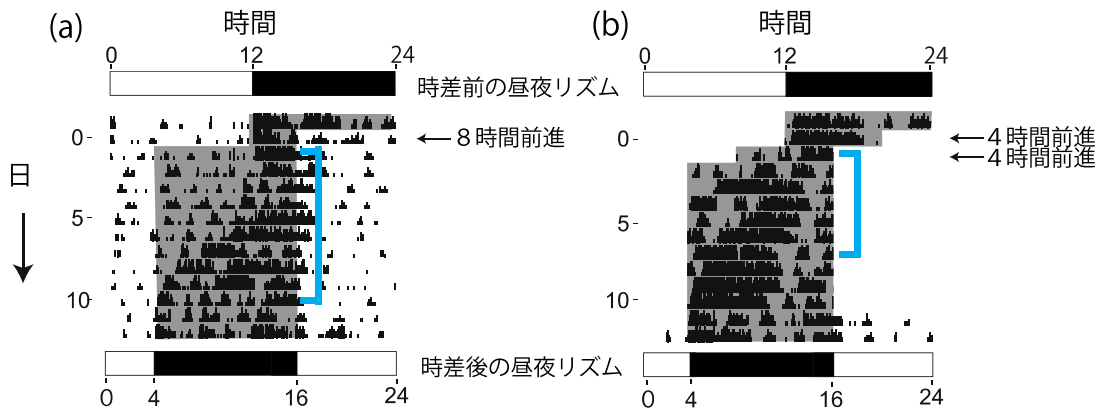 (a) 時間
0 12 24
時差前の昼夜リズム
0
8時間前進
日
5
10
時差後の昼夜リズム
0 4 16 24
(b) 時間
0 12 24
0
4時間前進
4時間前進
5
10
0 4 16 24